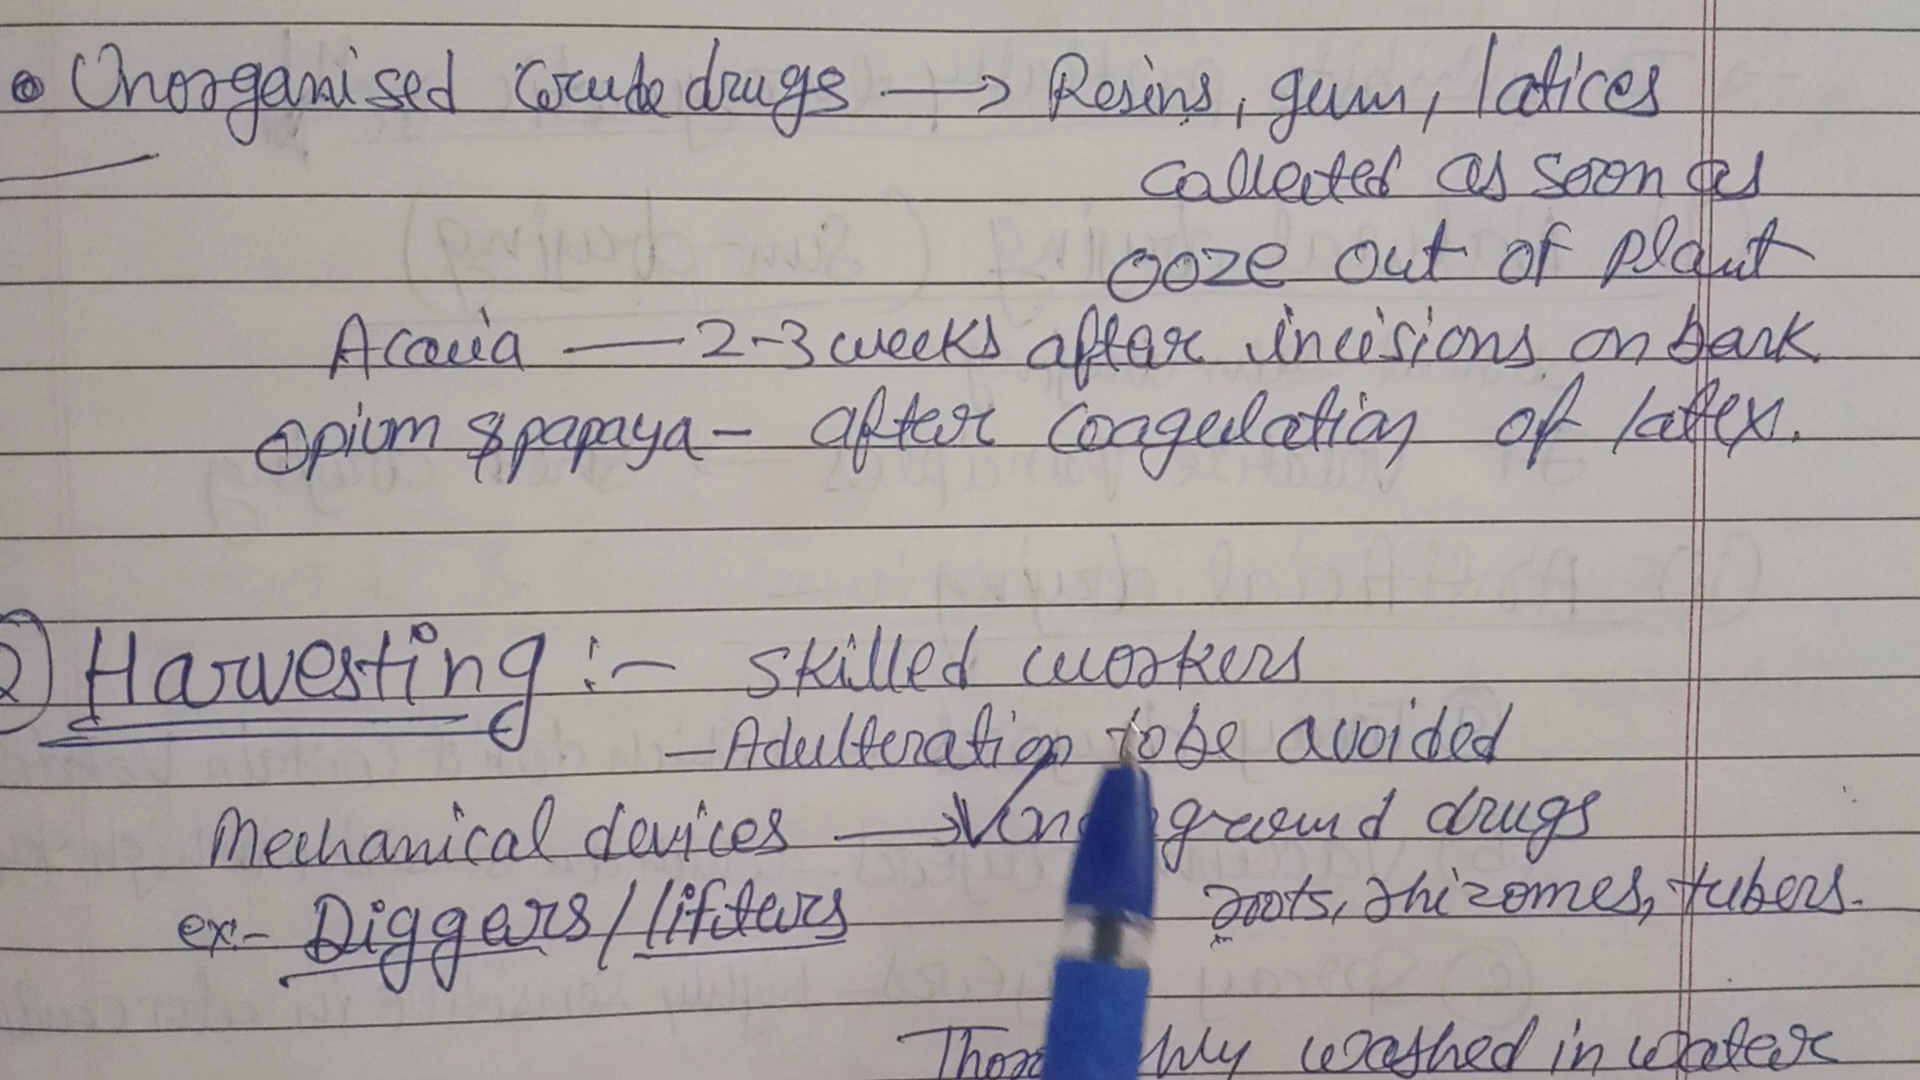 • Unorganised crude drugs → Resins, gum, latices
collected as soon as
ooze out of plant
Acacia — 2-3 weeks after incisions on bark.
Opium & papaya - after coagulation of latex.
2) Harvesting :- skilled workers
- Adulteration to be avoided
Mechanical devices → ground drugs
ex:- Diggers/lifters roots, rhizomes, tubers.
washed in water